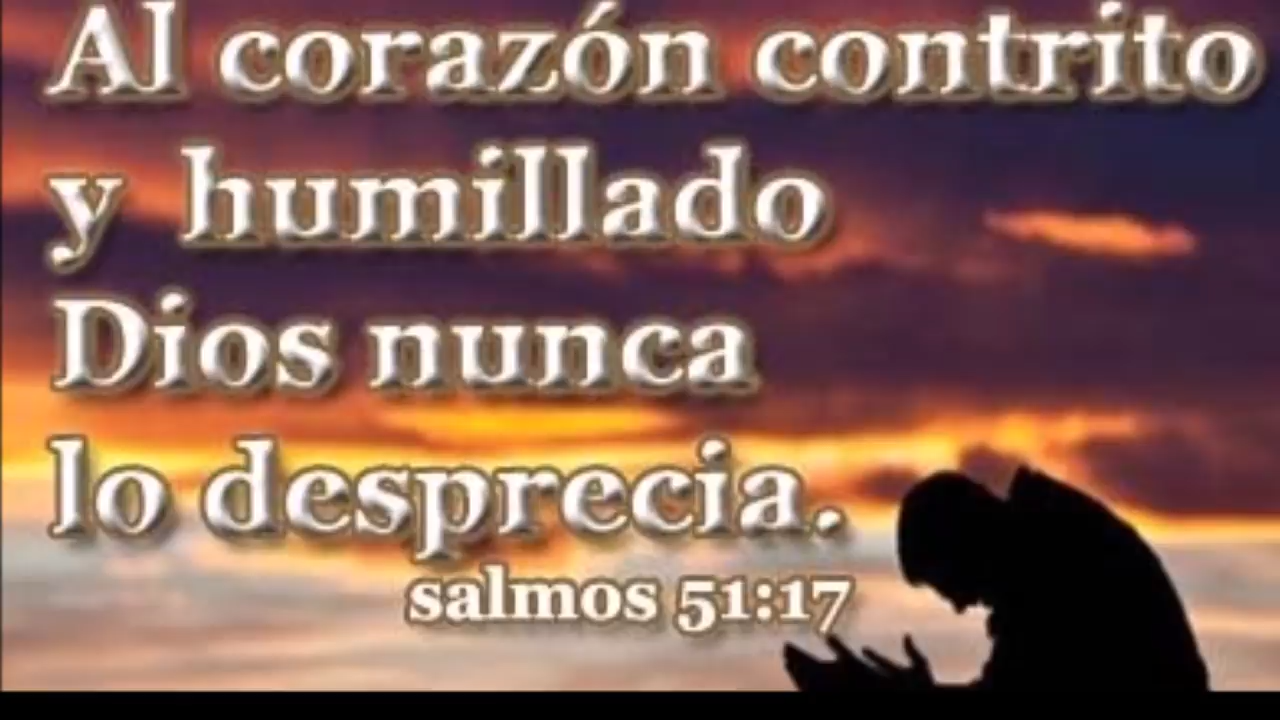 Al corazón contrito
y humillado
Dios nunca
lo desprecia.
salmos 51:17